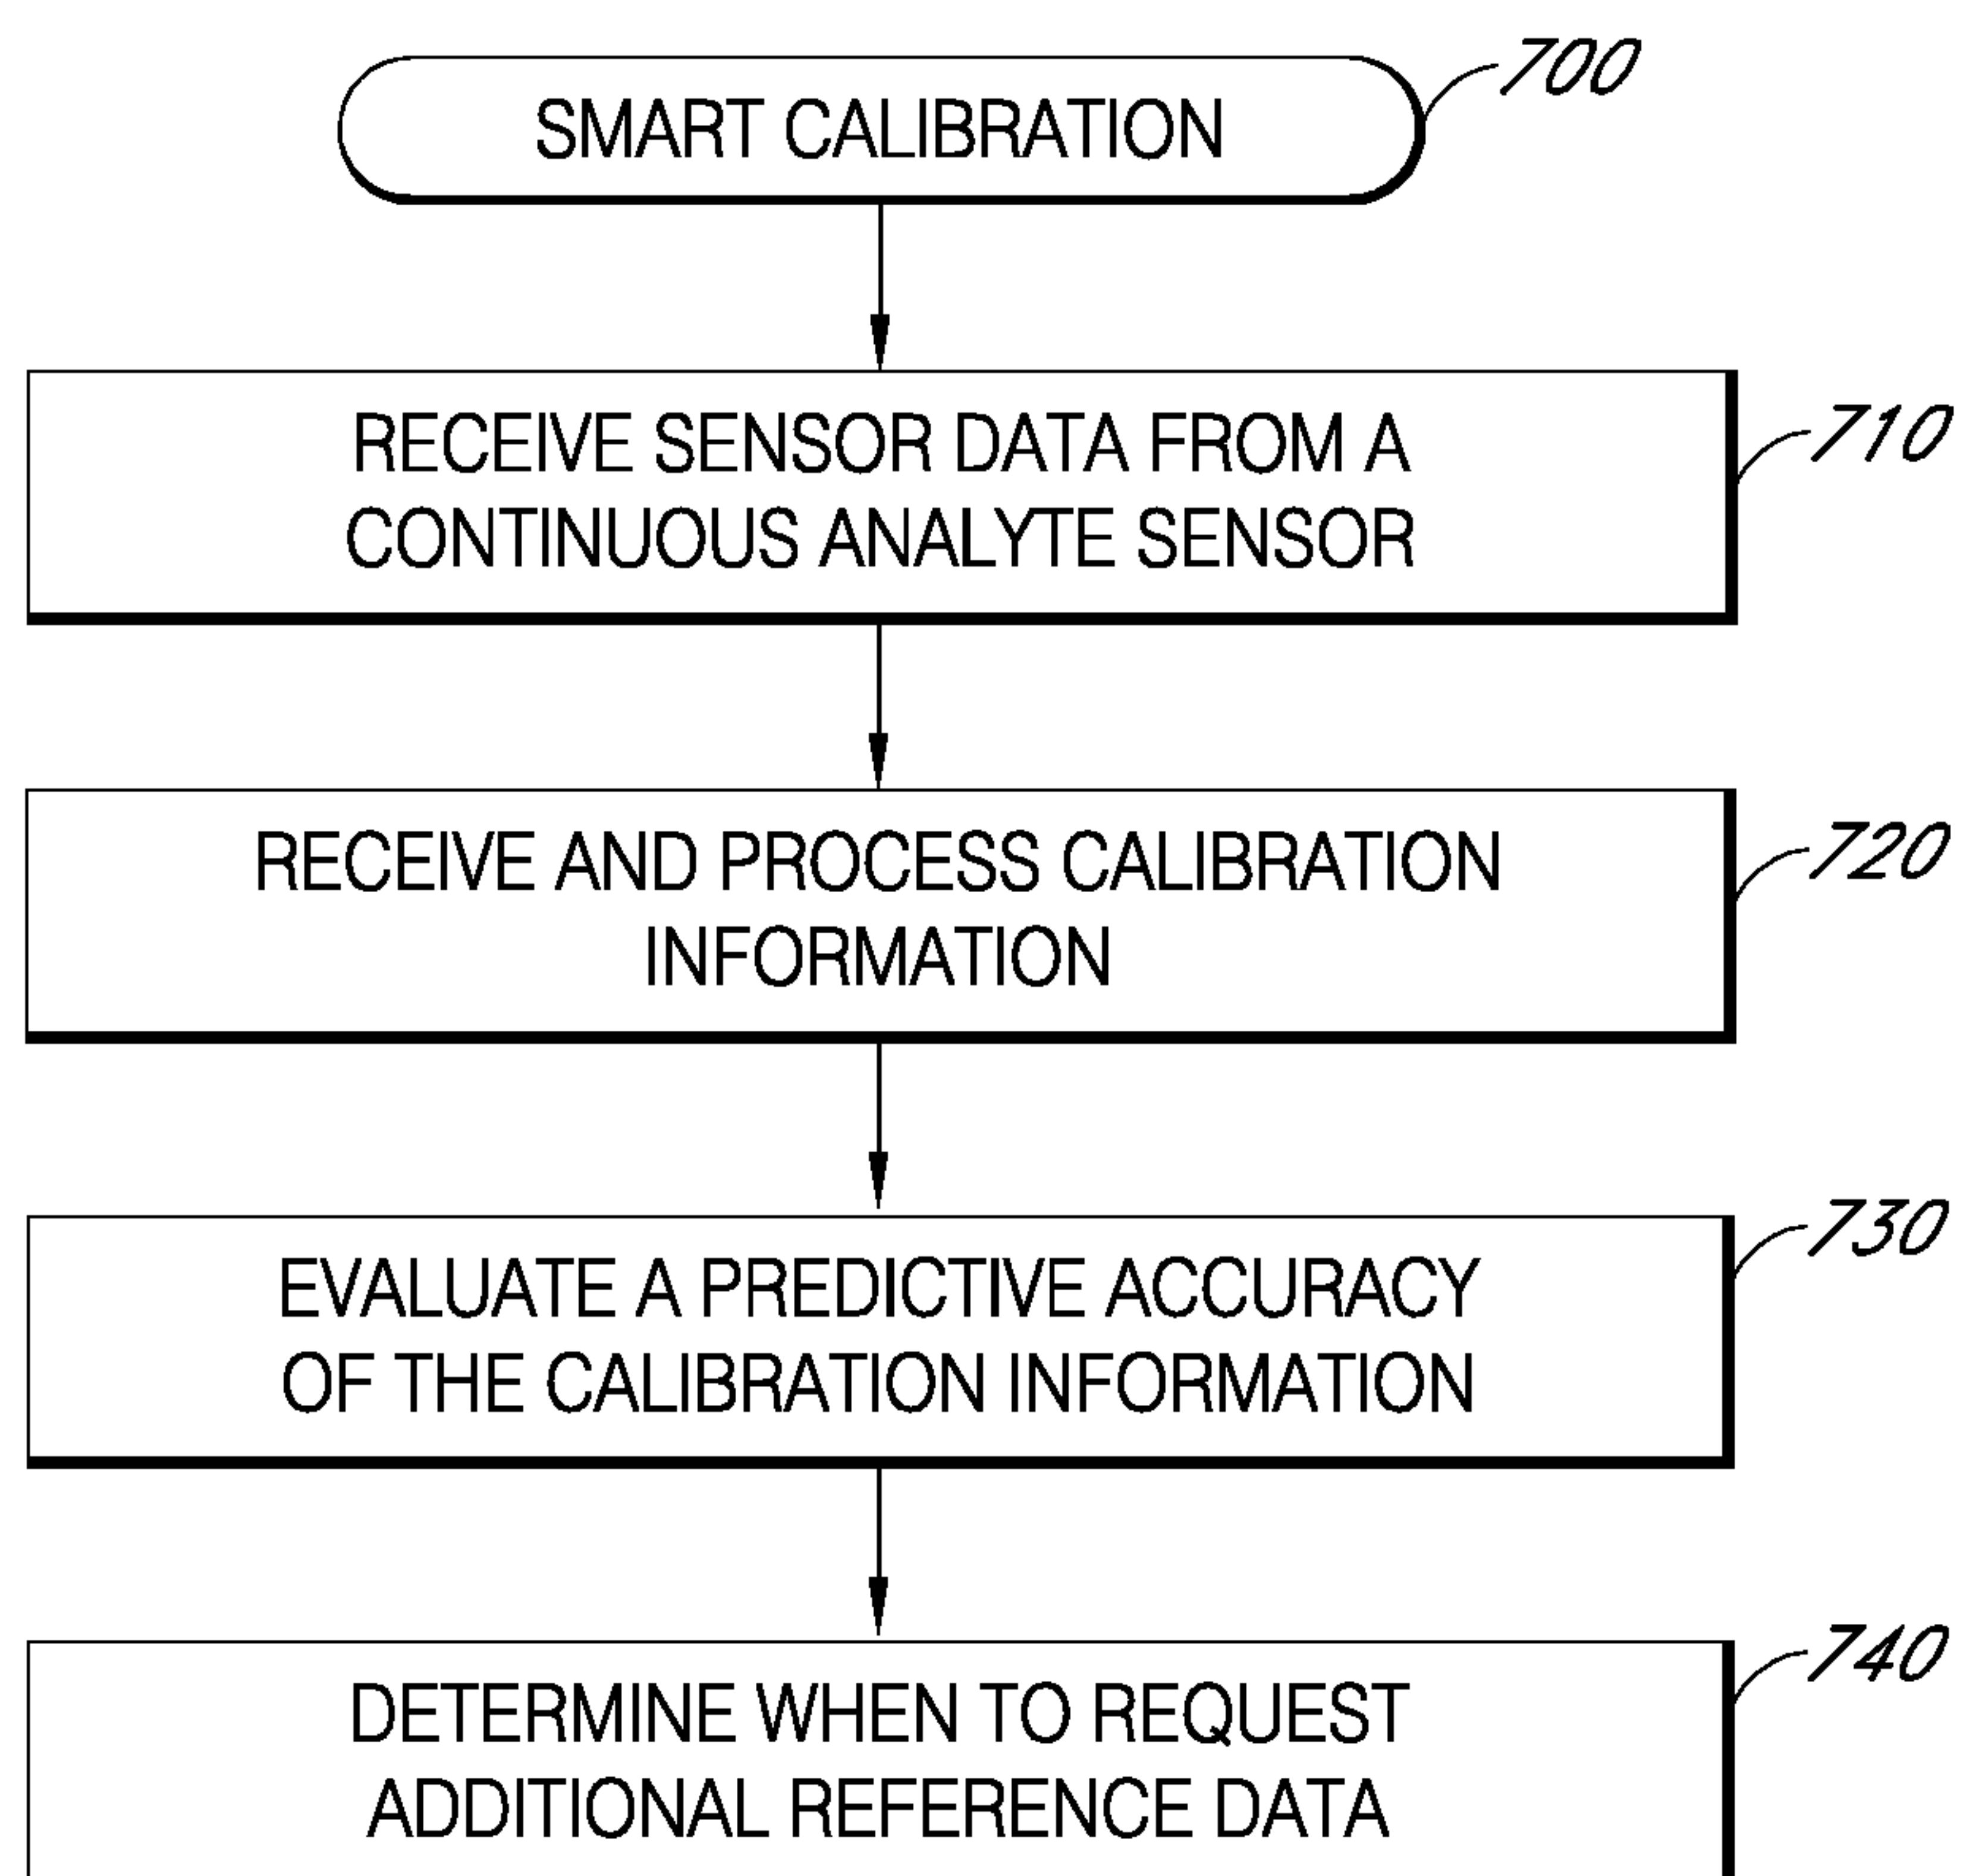 SMART CALIBRATION
700
RECEIVE SENSOR DATA FROM A
CONTINUOUS ANALYTE SENSOR
710
RECEIVE AND PROCESS CALIBRATION
INFORMATION
720
EVALUATE A PREDICTIVE ACCURACY
OF THE CALIBRATION INFORMATION
730
DETERMINE WHEN TO REQUEST
ADDITIONAL REFERENCE DATA
740